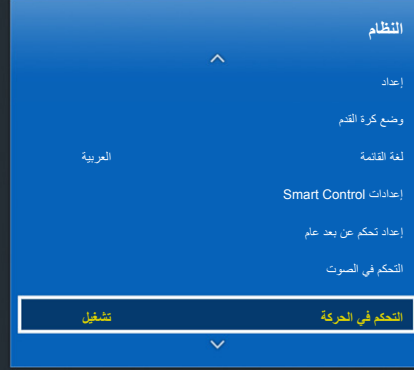 النظام
إعداد
وضع كرة القدم
لغة القائمة العربية
إعدادات Smart Control
إعداد تحكم عن بعد عام
التحكم في الصوت
التحكم في الحركة تشغيل